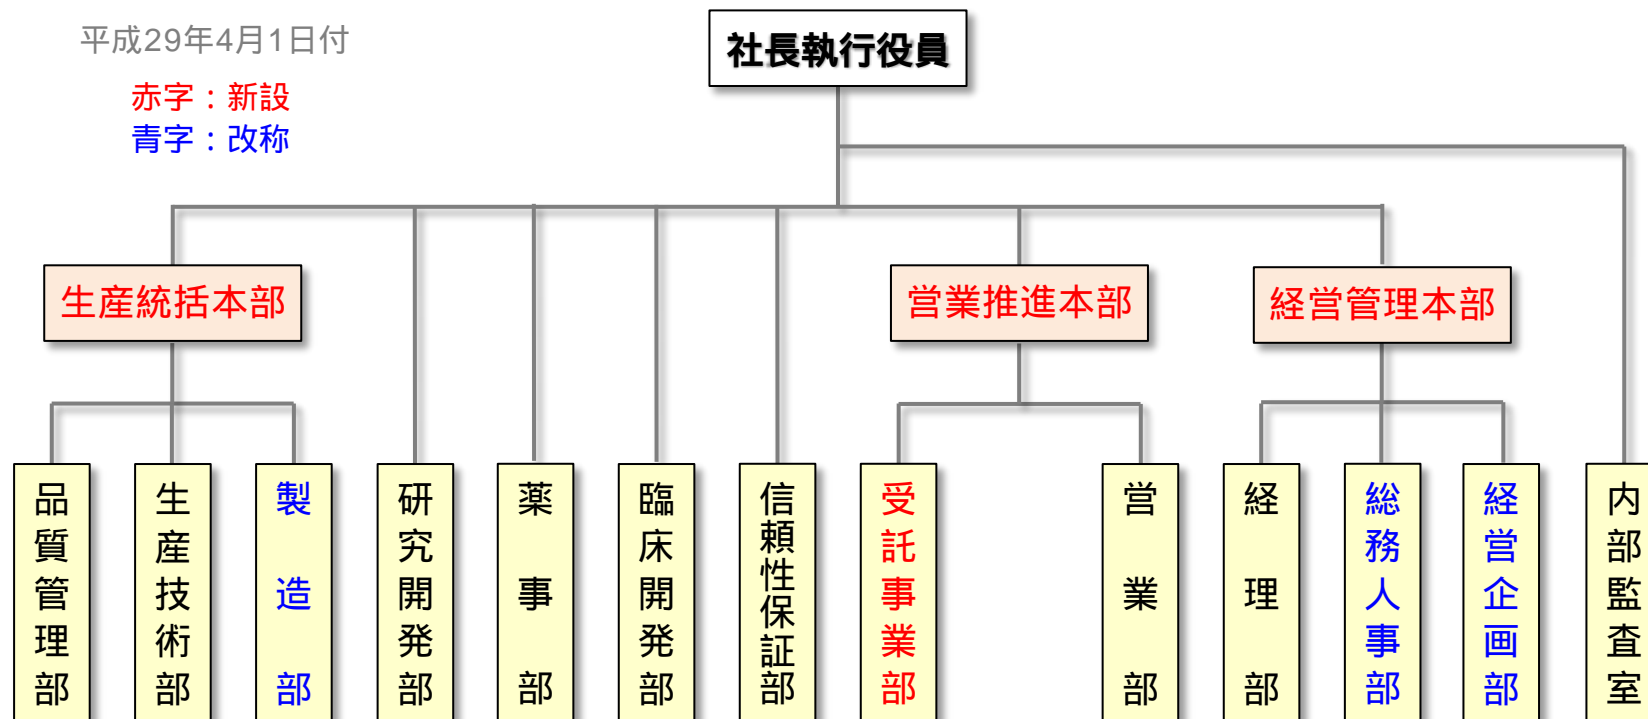 平成29年4月1日付
赤字：新設
青字：改称
社長執行役員
生産統括本部
営業推進本部
経営管理本部
品質管理部
生産技術部
製造部
研究開発部
薬事部
臨床開発部
信頼性保証部
受託事業部
営業部
経理部
総務人事部
経営企画部
内部監査室